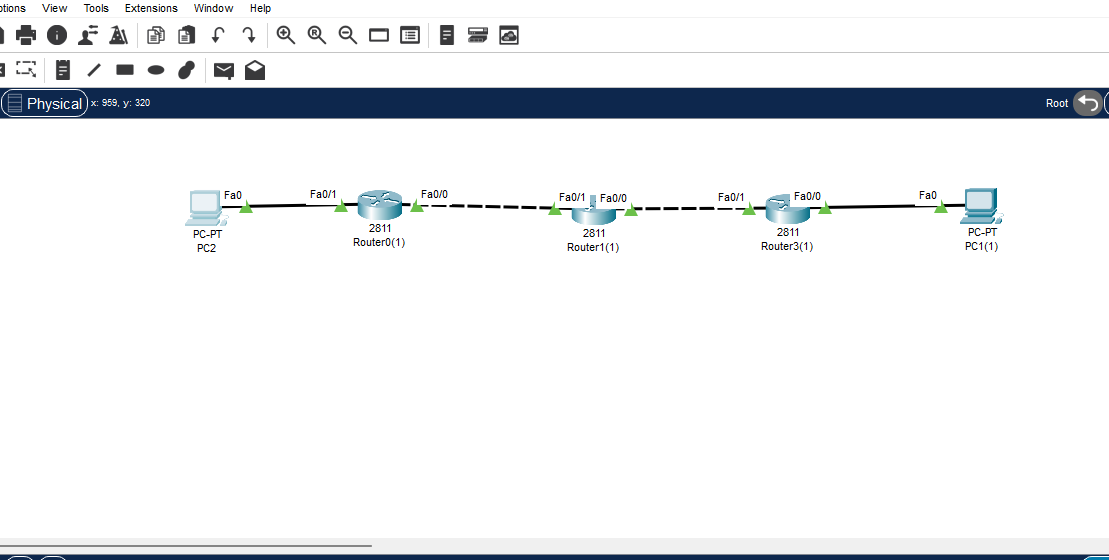 ptions View Tools Extensions Window Help
Physical x: 959, y: 320 Root
Fa0 Fa0/1 Fa0/0 Fa0/1 Fa0/0 Fa0/1 Fa0/0 Fa0
PC-PT 2811 2811 2811 PC-PT
PC2 Router0(1) Router1(1) Router3(1) PC1(1)